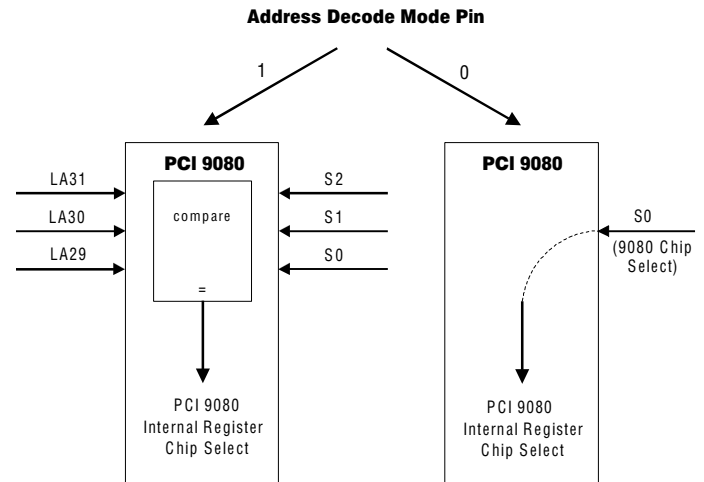 Address Decode Mode Pin
1
0
PCI 9080
PCI 9080
LA31
S2
compare
LA30
S1
S0
(9080 Chip
Select)
LA29
S0
=
PCI 9080
Internal Register
Chip Select
PCI 9080
Internal Register
Chip Select